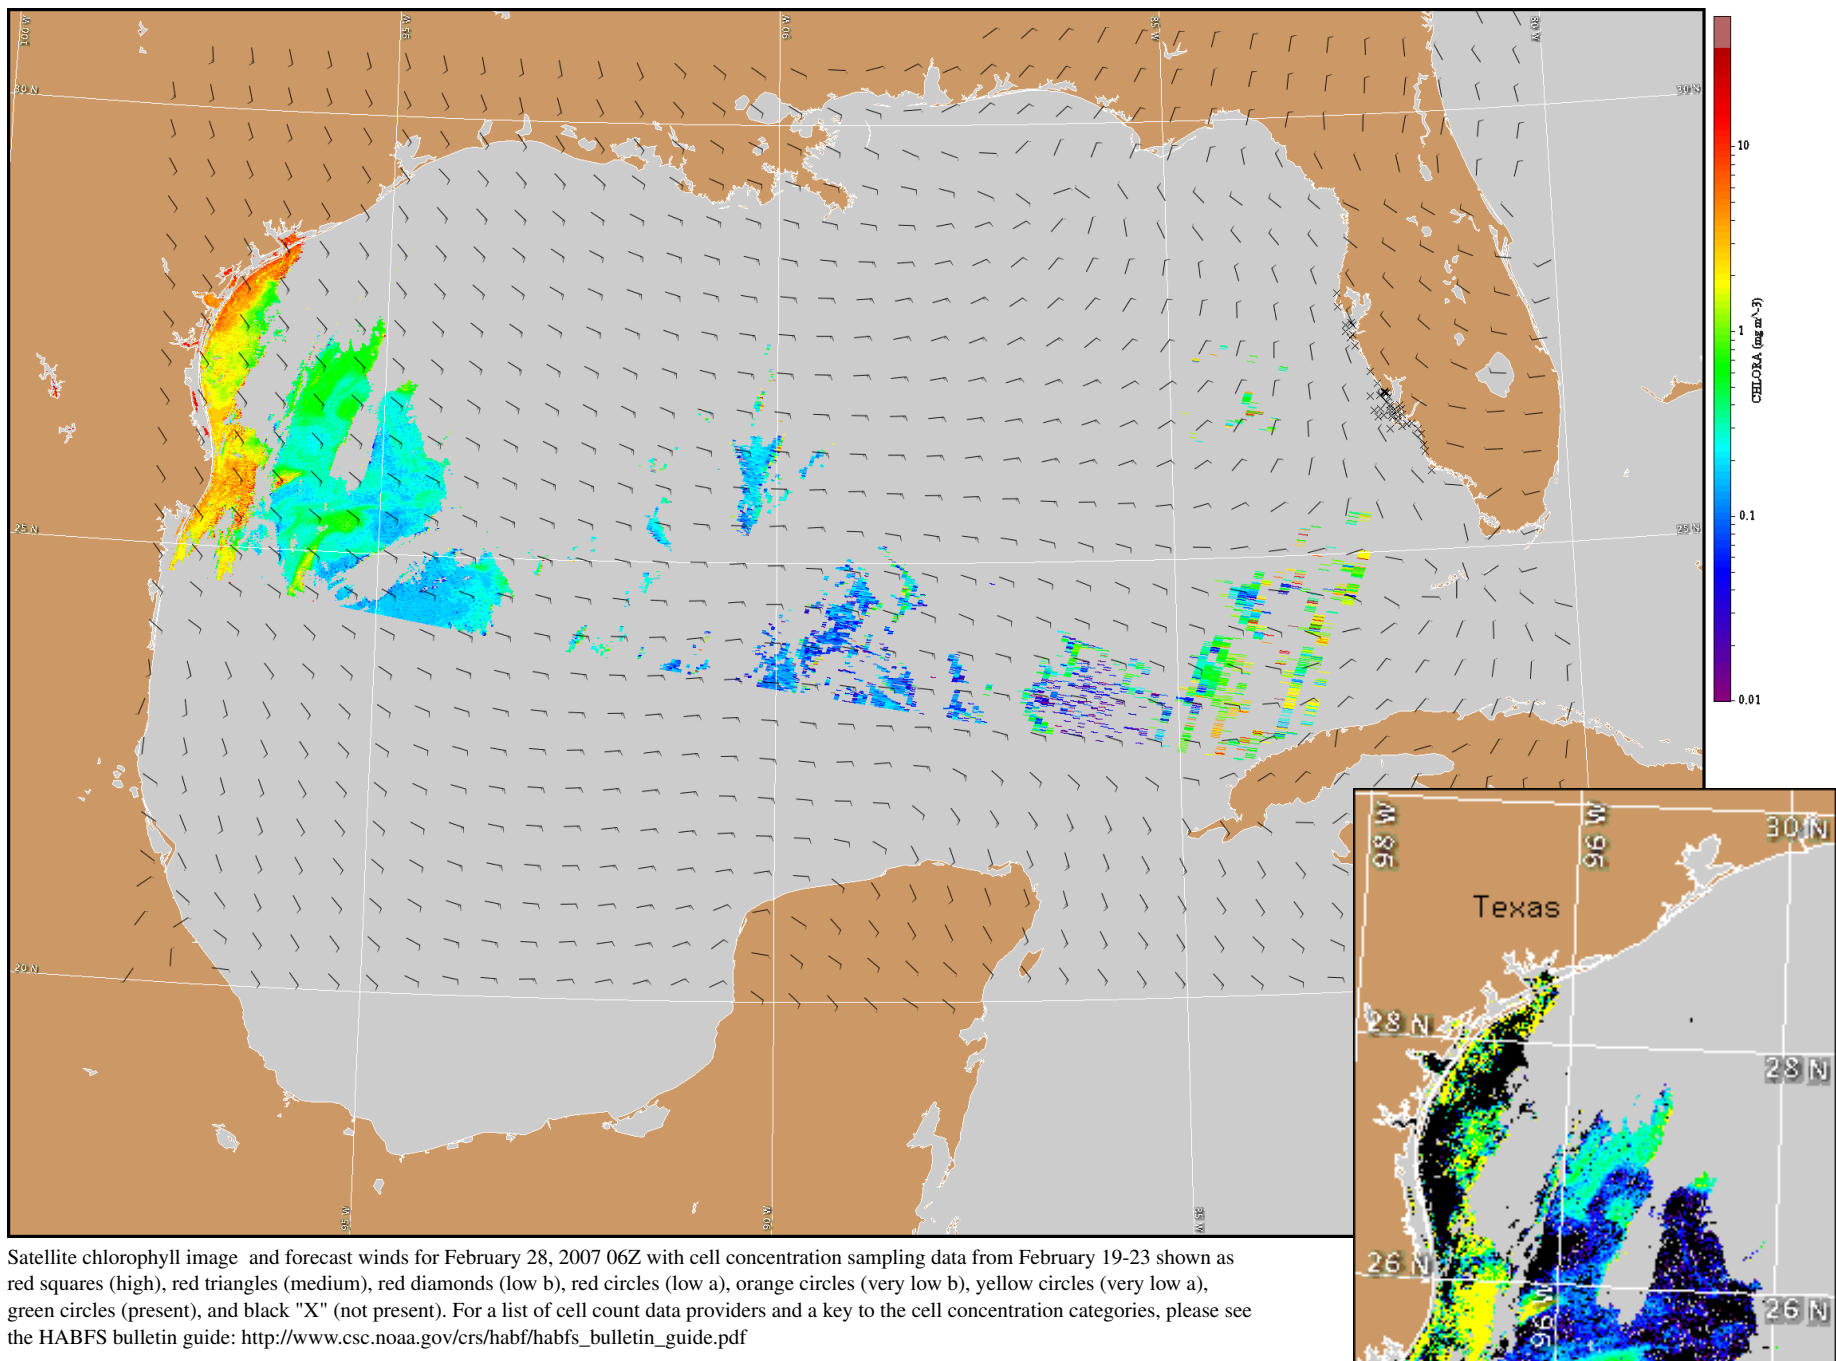 100 W
95 W
90 W
85 W
80 W
30 N
30 N
10
1
CHLORA (mg m^-3)
25 N
25 N
0.1
0.01
20 N
95 W
90 W
85 W
98 W
96 W
30 N
Texas
28 N
28 N
26 N
26 N
96 W
Satellite chlorophyll image and forecast winds for February 28, 2007 06Z with cell concentration sampling data from February 19-23 shown as
red squares (high), red triangles (medium), red diamonds (low b), red circles (low a), orange circles (very low b), yellow circles (very low a),
green circles (present), and black "X" (not present). For a list of cell count data providers and a key to the cell concentration categories, please see
the HABFS bulletin guide: http://www.csc.noaa.gov/crs/habf/habfs_bulletin_guide.pdf